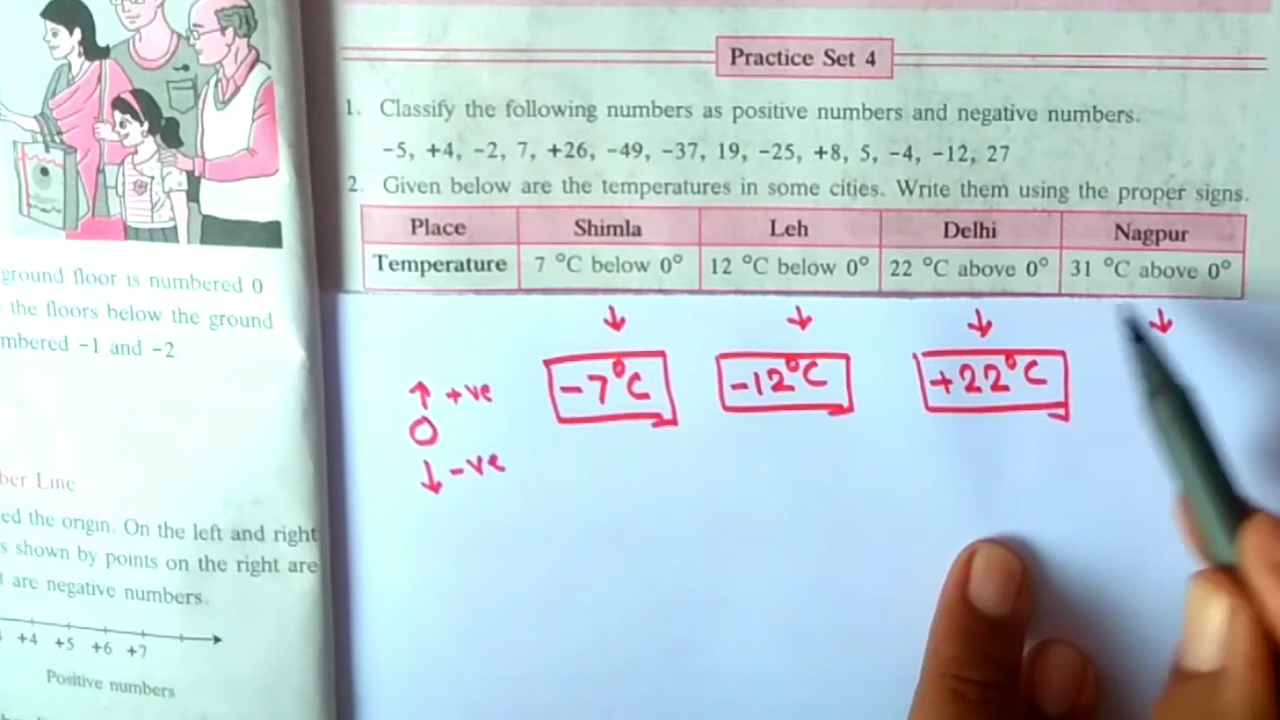 Practice Set 4
1. Classify the following numbers as positive numbers and negative numbers.
-5, +4, -2, 7, +26, -49, -37, 19, -25, +8, 5, -4, -12, 27
2. Given below are the temperatures in some cities. Write them using the proper signs.
Place Shimla Leh Delhi Nagpur
Temperature 7 °C below 0° 12 °C below 0° 22 °C above 0° 31 °C above 0°
↓ ↓ ↓ ↓
-7°C -12°C +22°C
↑ +ve
0
↓ -ve
ground floor is numbered 0
the floors below the ground
-1 and -2
Line
the origin. On the left and right
shown by points on the right are
are negative numbers.
+4 +5 +6 +7
Positive numbers